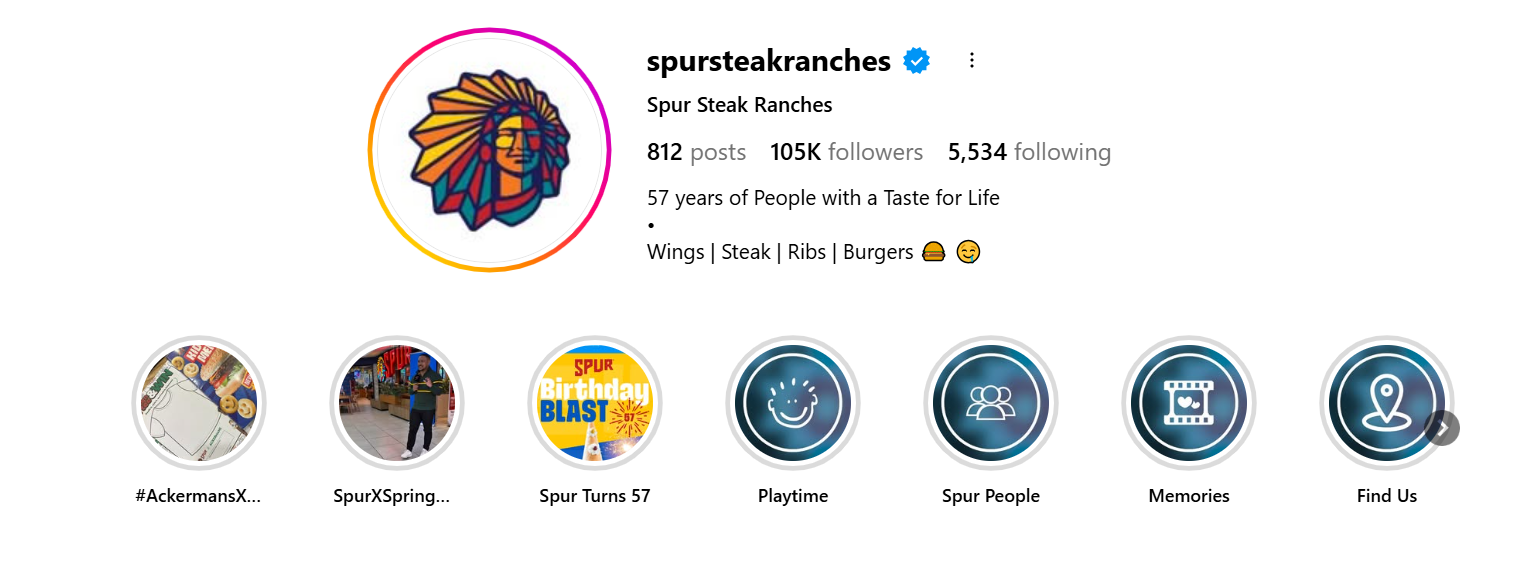 spursteakranches
Spur Steak Ranches
812 posts 105K followers 5,534 following
57 years of People with a Taste for Life
•
Wings | Steak | Ribs | Burgers 🍔 🤤
SPUR
SPUR
Birthday
BLAST
57
#AckermansX...
SpurXSpring...
Spur Turns 57
Playtime
Spur People
Memories
Find Us